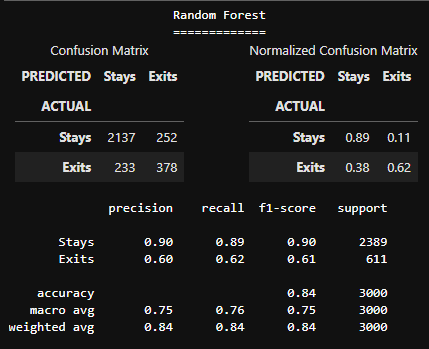 Random Forest
=============
Confusion Matrix
PREDICTED Stays Exits
ACTUAL
Stays 2137 252
Exits 233 378
Normalized Confusion Matrix
PREDICTED Stays Exits
ACTUAL
Stays 0.89 0.11
Exits 0.38 0.62
precision recall f1-score support
Stays 0.90 0.89 0.90 2389
Exits 0.60 0.62 0.61 611
accuracy 0.84 3000
macro avg 0.75 0.76 0.75 3000
weighted avg 0.84 0.84 0.84 3000